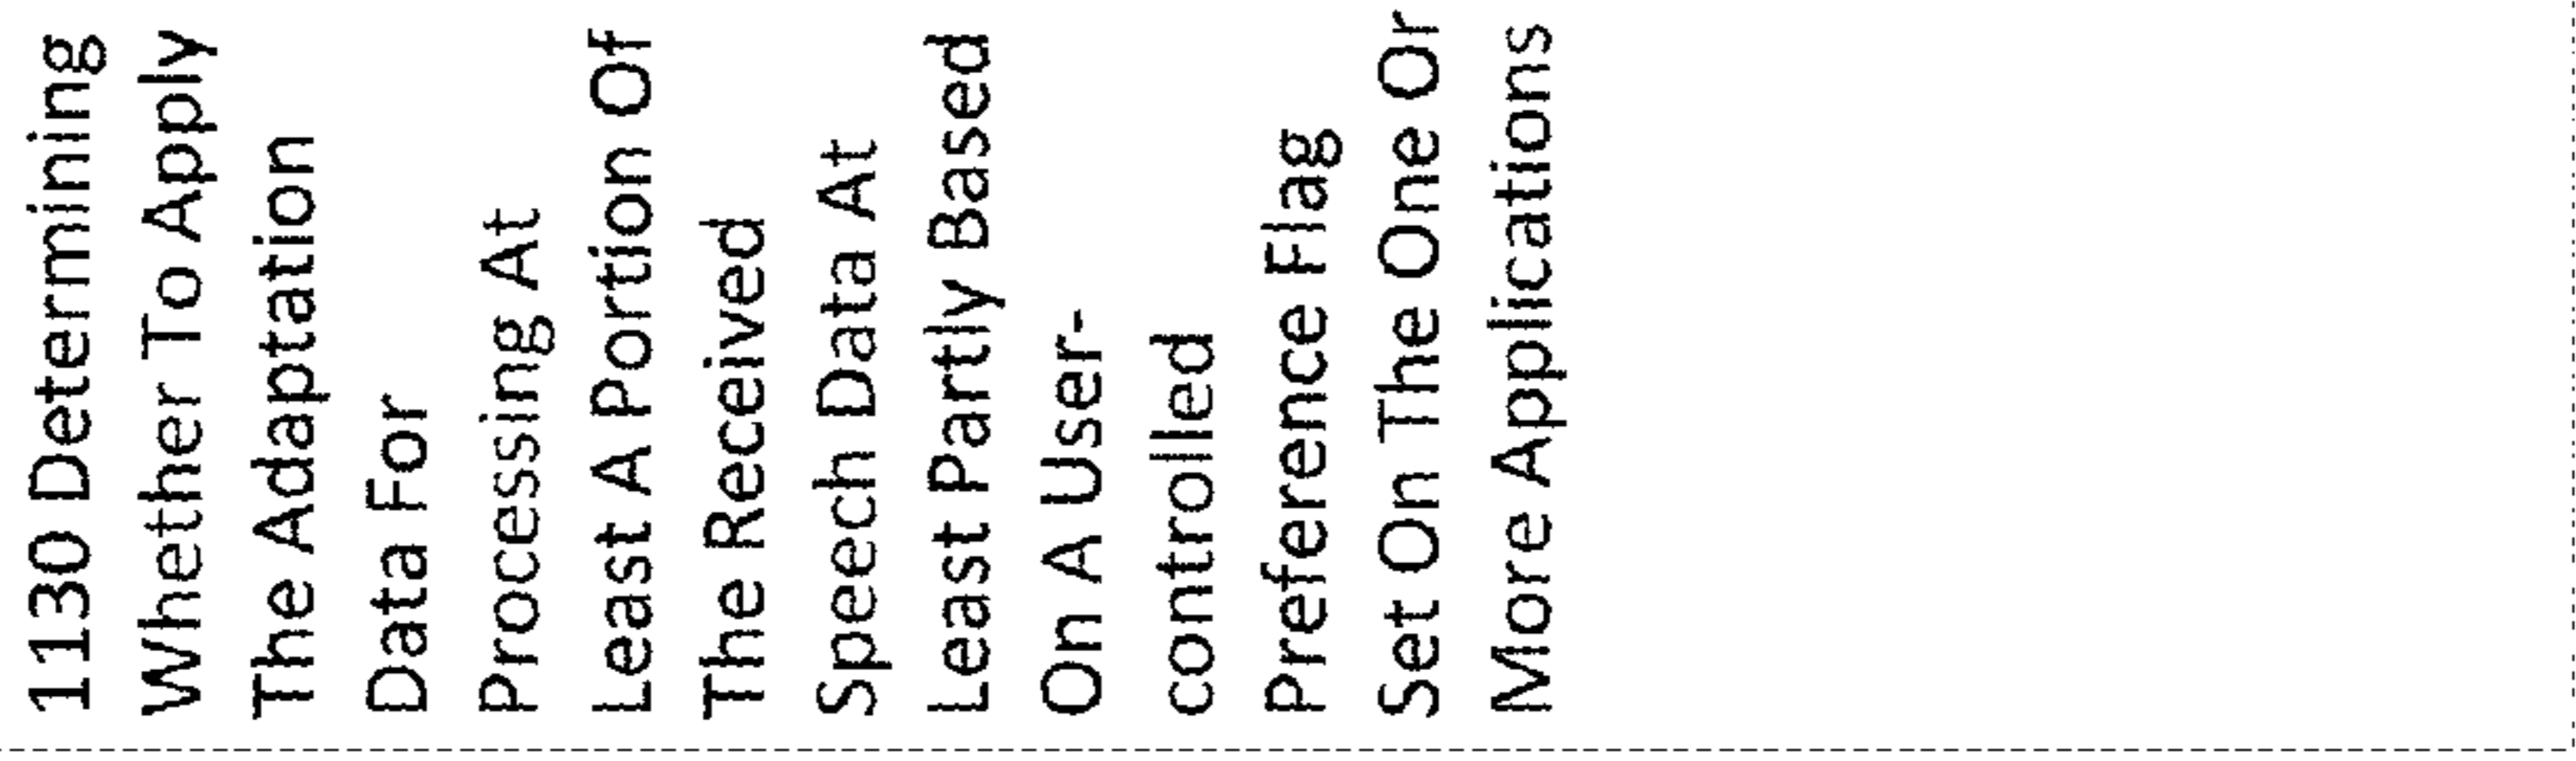 1130 Determining
Whether To Apply
The Adaptation
Data For
Processing At
Least A Portion Of
The Received
Speech Data At
Least Partly Based
On A User-
controlled
Preference Flag
Set On The One Or
More Applications